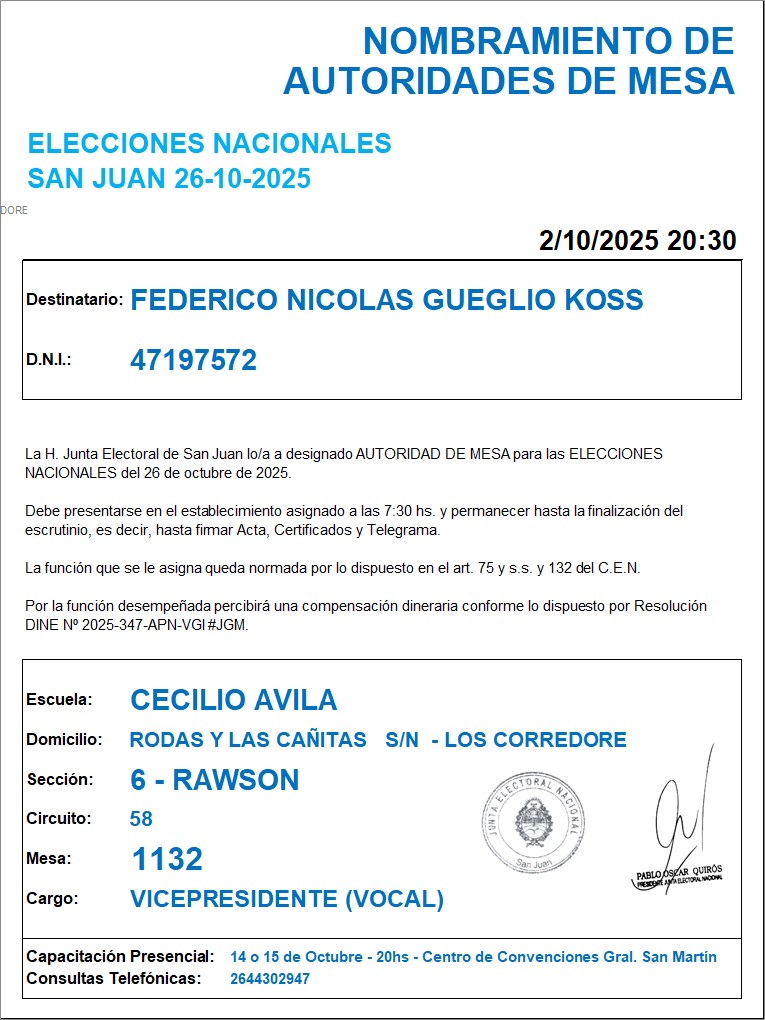 NOMBRAMIENTO DE
AUTORIDADES DE MESA
ELECCIONES NACIONALES
SAN JUAN 26-10-2025
DORE
2/10/2025 20:30
Destinatario: FEDERICO NICOLAS GUEGLIO KOSS
D.N.I.: 47197572
La H. Junta Electoral de San Juan lo/a a designado AUTORIDAD DE MESA para las ELECCIONES
NACIONALES del 26 de octubre de 2025.
Debe presentarse en el establecimiento asignado a las 7:30 hs. y permanecer hasta la finalización del
escrutinio, es decir, hasta firmar Acta, Certificados y Telegrama.
La función que se le asigna queda normada por lo dispuesto en el art. 75 y s.s. y 132 del C.E.N.
Por la función desempeñada percibirá una compensación dineraria conforme lo dispuesto por Resolución
DINE Nº 2025-347-APN-VGI#JGM.
Escuela: CECILIO AVILA
Domicilio: RODAS Y LAS CAÑITAS S/N - LOS CORREDORE
Sección: 6 - RAWSON
Circuito: 58
Mesa: 1132
Cargo: VICEPRESIDENTE (VOCAL)
JUNTA ELECTORAL NACIONAL
San Juan
PABLO OSCAR QUIRÓS
PRESIDENTE JUNTA ELECTORAL NACIONAL
Capacitación Presencial: 14 o 15 de Octubre - 20hs - Centro de Convenciones Gral. San Martín
Consultas Telefónicas: 2644302947